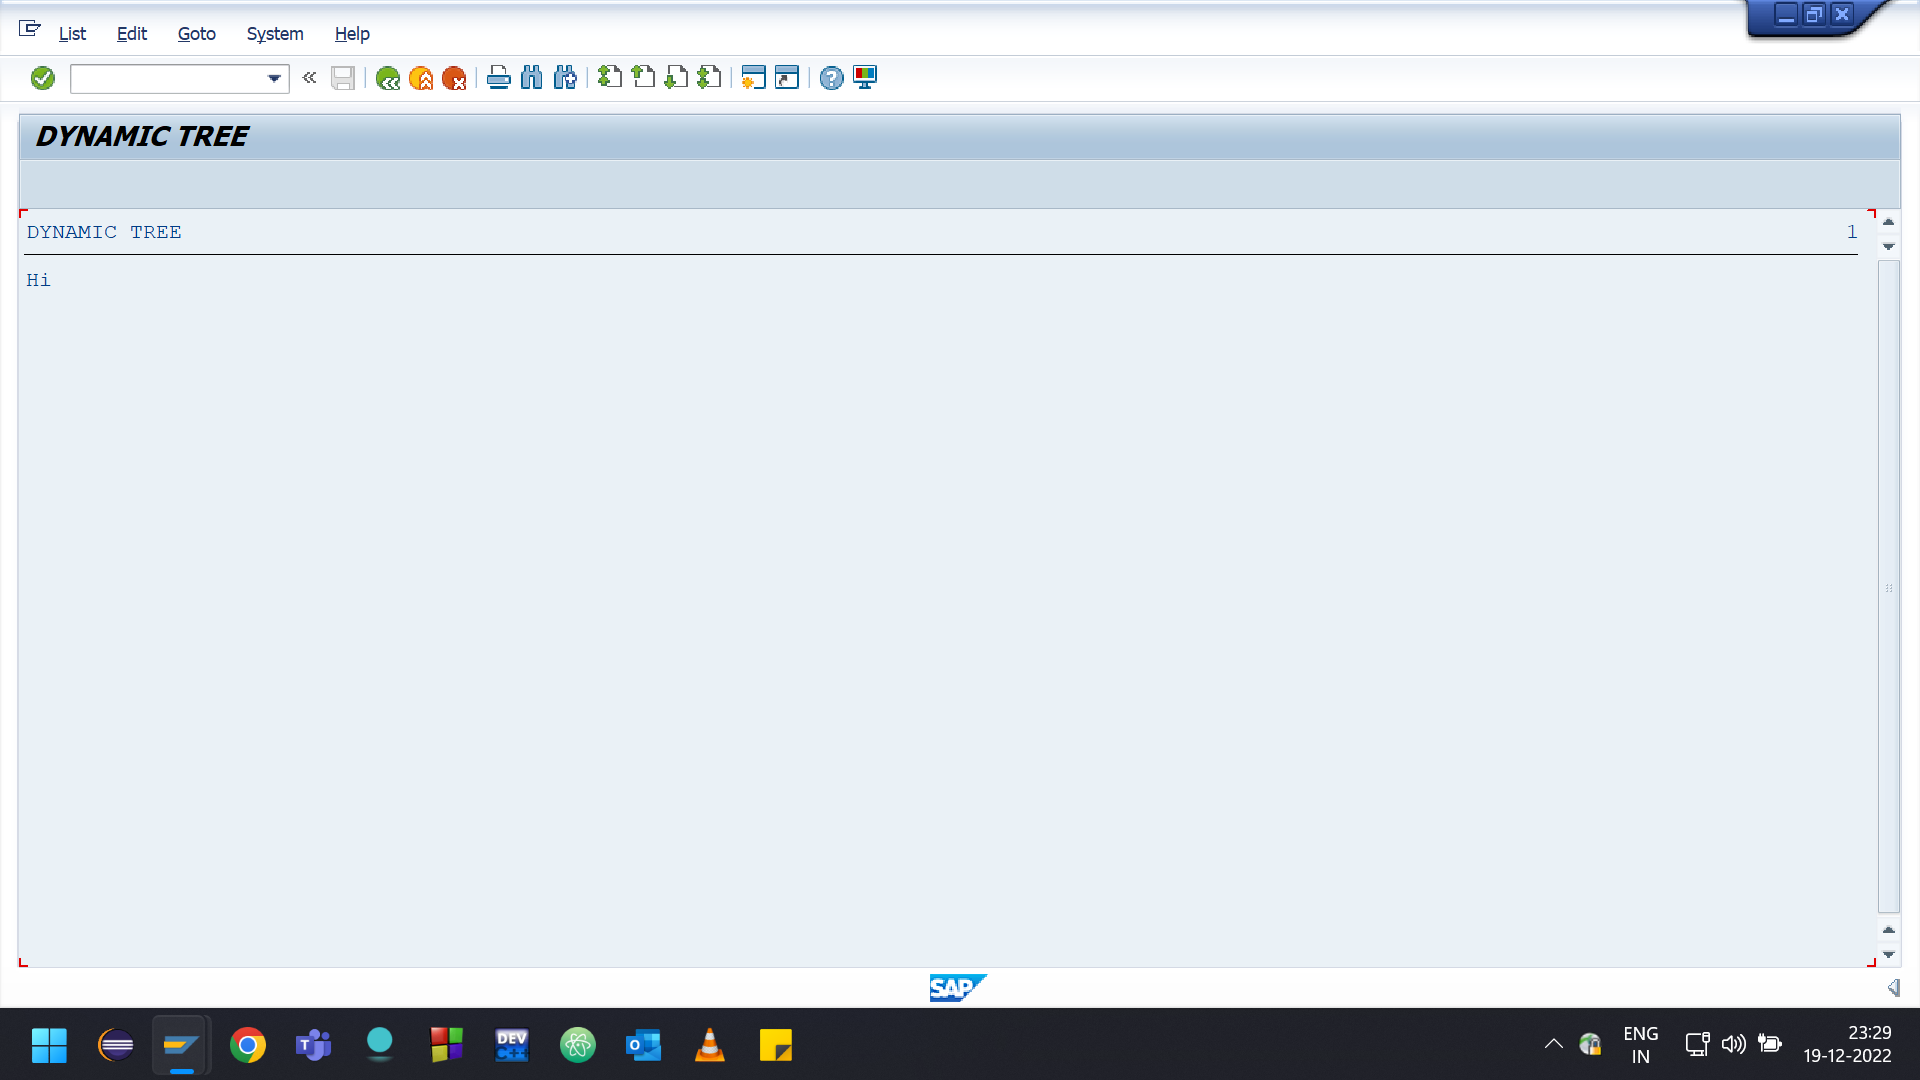 List Edit Goto System Help
DYNAMIC TREE
DYNAMIC TREE 1
Hi
SAP
DEV
C++
T
O
ENG
IN
23:29
19-12-2022